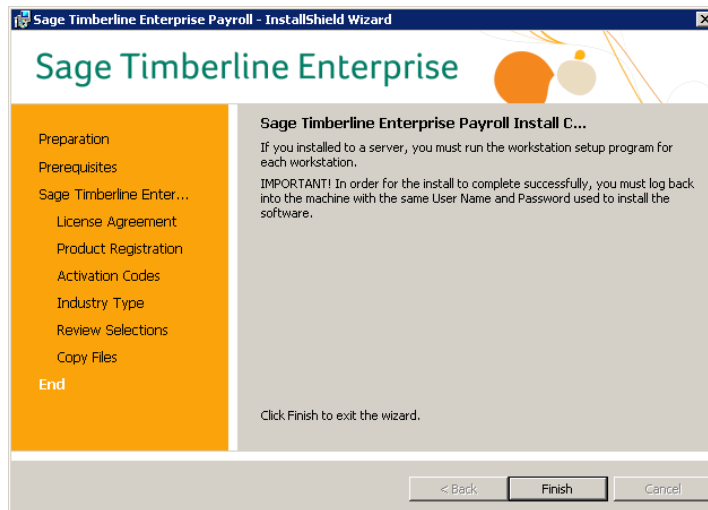 Sage Timberline Enterprise Payroll - InstallShield Wizard
Sage Timberline Enterprise
Preparation
Prerequisites
Sage Timberline Enter...
License Agreement
Product Registration
Activation Codes
Industry Type
Review Selections
Copy Files
End
Sage Timberline Enterprise Payroll Install C...
If you installed to a server, you must run the workstation setup program for
each workstation.
IMPORTANT! In order for the install to complete successfully, you must log back
into the machine with the same User Name and Password used to install the
software.
Click Finish to exit the wizard.
< Back
Finish
Cancel